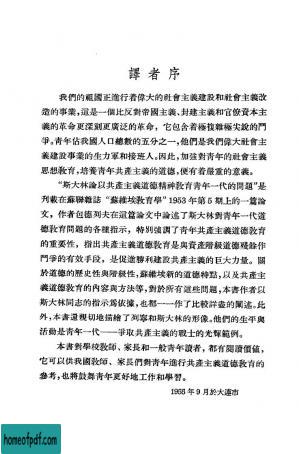 譯者序
我們的祖國正進行着偉大的社會主義建設和社會主義改
造的事業，這是一個比反對帝國主義、封建主義和官僚資本主
義的革命更深刻更廣泛的革命，它包含着極複雜極尖銳的鬥
爭。青年佔我國人口總數的五分之一，他們是我們偉大社會主
義建設事業的生力軍和接班人，因此，加強對青年的社會主義
思想教育，培養青年共產主義的道德，便有着嚴重的意義。
“斯大林論以共產主義道德精神教育青年一代的問題”是
刊載在蘇聯雜誌“蘇維埃教育學”1953年第5期上的一篇論
文，作者包德列夫在這篇論文中論述了斯大林對青年一代道
德教育問題的各種指示，特別强調了青年共產主義道德教育
的重要性，指出共產主義道德教育是與資產階級道德殘餘作
鬥爭的有效手段，是促進勝利建設共產主義的巨大力量。關
於道德的歷史性與階級性、蘇維埃新的道德特點，以及共產主
義道德教育的內容與方法等，對於所有這些問題，本書作者以
斯大林同志的指示爲依據，也都一一作了比較詳盡的闡述。此
外，本書還親切地描繪了列寧和斯大林的形像。他們的生平與
活動是青年一代——爭取共產主義的戰士的光輝範例。
本書對學校教師、家長和一般青年讀者，都有閱讀價值，
它可以供我國教師、家長們對青年進行共產主義道德教育的
參考，也將鼓舞青年更好地工作和學習。
1955年9月於大連市
homeofpdf.com